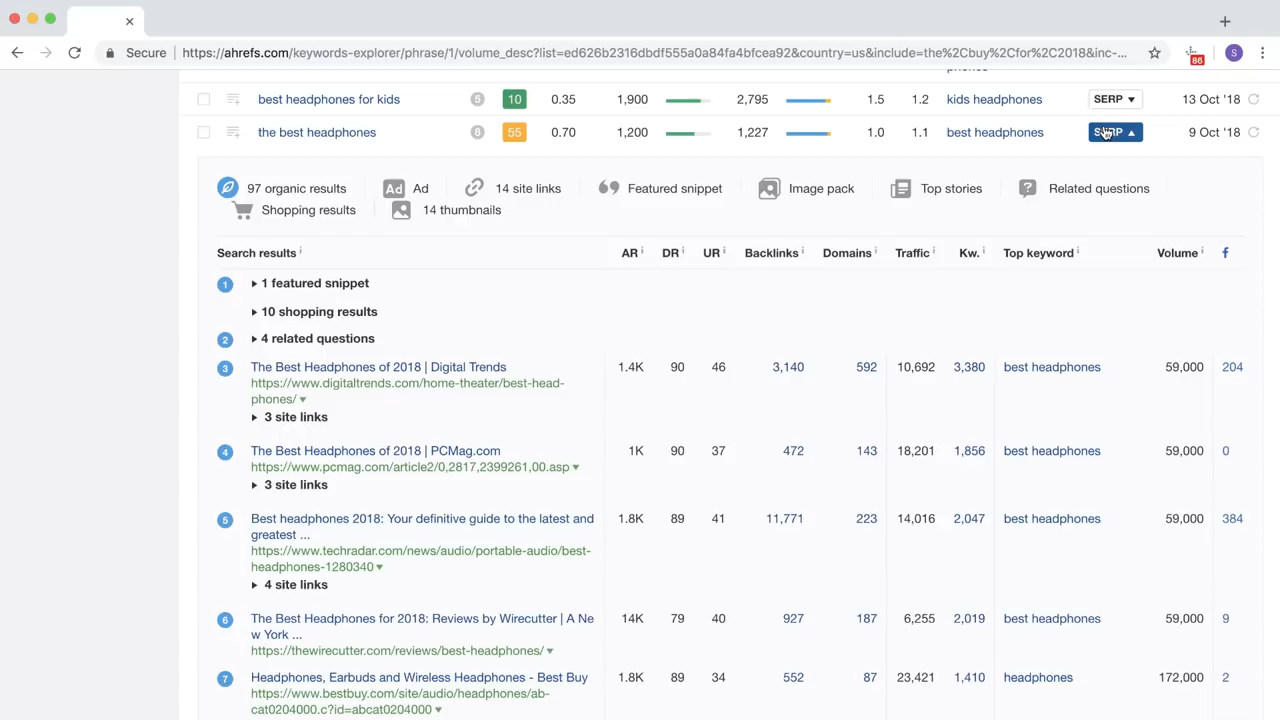 Secure https://ahrefs.com/keywords-explorer/phrase/1/volume_desc?list=ed626b2316dbdf555a0a84fa4bfcea92&country=us&include=the%2Cbuy%2Cfor%2C2018&inc-... 86 S
best headphones for kids 5 10 0.35 1,900 2,795 1.5 1.2 kids headphones SERP ▼ 13 Oct '18
the best headphones 8 55 0.70 1,200 1,227 1.0 1.1 best headphones SERP ▲ 9 Oct '18
97 organic results Ad Ad 14 site links Featured snippet Image pack Top stories Related questions
Shopping results 14 thumbnails
Search results i AR i DR i UR i Backlinks i Domains i Traffic i Kw. i Top keyword i Volume i f
1 ▸ 1 featured snippet
▸ 10 shopping results
2 ▸ 4 related questions
3 The Best Headphones of 2018 | Digital Trends 1.4K 90 46 3,140 592 10,692 3,380 best headphones 59,000 204
https://www.digitaltrends.com/home-theater/best-head-
phones/ ▼
▸ 3 site links
4 The Best Headphones of 2018 | PCMag.com 1K 90 37 472 143 18,201 1,856 best headphones 59,000 0
https://www.pcmag.com/article2/0,2817,2399261,00.asp ▼
▸ 3 site links
5 Best headphones 2018: Your definitive guide to the latest and 1.8K 89 41 11,771 223 14,016 2,047 best headphones 59,000 384
greatest ...
https://www.techradar.com/news/audio/portable-audio/best-
headphones-1280340 ▼
▸ 4 site links
6 The Best Headphones for 2018: Reviews by Wirecutter | A Ne 14K 79 40 927 187 6,255 2,019 best headphones 59,000 9
w York ...
https://thewirecutter.com/reviews/best-headphones/ ▼
7 Headphones, Earbuds and Wireless Headphones - Best Buy 1.8K 89 34 552 87 23,421 1,410 headphones 172,000 2
https://www.bestbuy.com/site/audio/headphones/ab-
cat0204000.c?id=abcat0204000 ▼